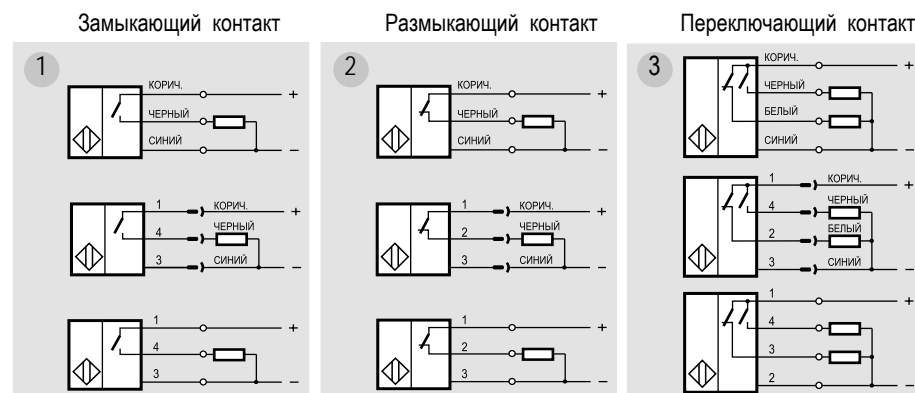 Замыкающий контакт
Размыкающий контакт
Переключающий контакт
1
КОРИЧ.
+
ЧЕРНЫЙ
СИНИЙ
–
1
КОРИЧ.
+
4
ЧЕРНЫЙ
3
СИНИЙ
–
1
+
4
3
–
2
КОРИЧ.
+
ЧЕРНЫЙ
СИНИЙ
–
1
КОРИЧ.
+
2
ЧЕРНЫЙ
3
СИНИЙ
–
1
+
2
3
–
3
КОРИЧ.
+
ЧЕРНЫЙ
БЕЛЫЙ
СИНИЙ
–
1
КОРИЧ.
+
4
ЧЕРНЫЙ
2
БЕЛЫЙ
3
СИНИЙ
–
1
+
4
3
2
–